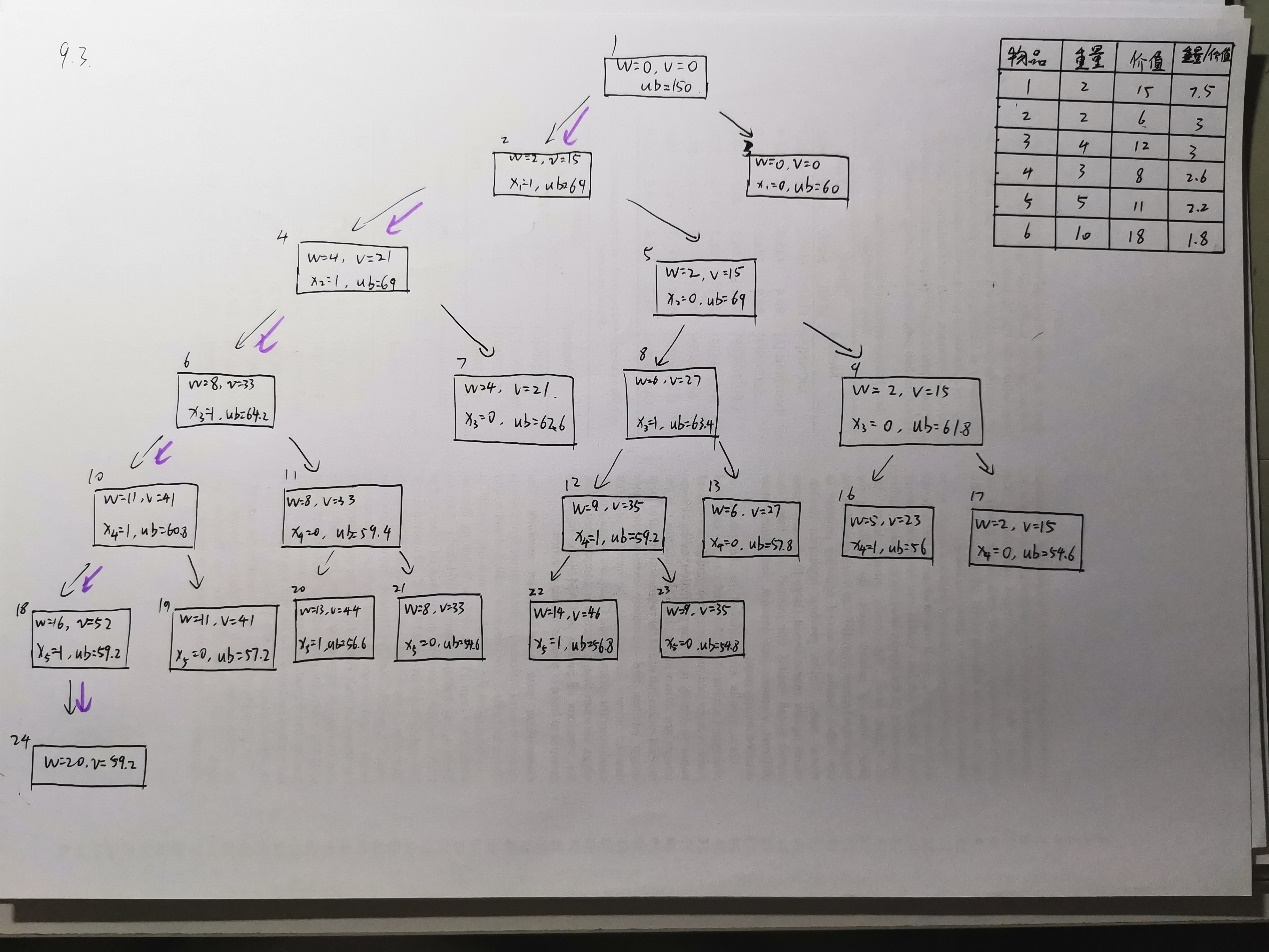 9.3.
物品 重量 价值 重量/价值
1 2 15 7.5
2 2 6 3
3 4 12 3
4 3 8 2.6
5 5 11 2.2
6 10 18 1.8
1
W=0, V=0
ub=150
2
W=2, V=15
x₁=1, ub=69
3
W=0, V=0
x₁=0, ub=60
4
W=4, V=21
x₂=1, ub=69
5
W=2, V=15
x₂=0, ub=69
6
W=8, V=33
x₃=1, ub=64.2
7
W=4, V=21
x₃=0, ub=62.6
8
W=6, V=27
x₃=1, ub=63.4
9
W=2, V=15
x₃=0, ub=61.8
10
W=11, V=41
x₄=1, ub=60.8
11
W=8, V=33
x₄=0, ub=59.4
12
W=9, V=35
x₄=1, ub=59.2
13
W=6, V=27
x₄=0, ub=57.8
16
W=5, V=23
x₄=1, ub=56
17
W=2, V=15
x₄=0, ub=54.6
18
W=16, V=52
x₅=1, ub=59.2
19
W=11, V=41
x₅=0, ub=57.2
20
W=13, V=44
x₅=1, ub=56.6
21
W=8, V=33
x₅=0, ub=54.6
22
W=14, V=46
x₅=1, ub=56.8
23
W=9, V=35
x₅=0, ub=54.8
24
W=20, V=59.2